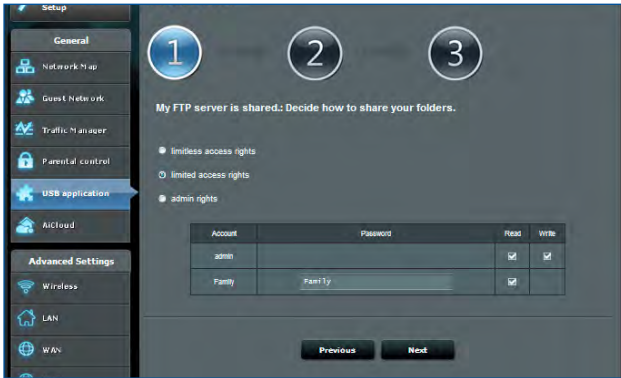 Setup
General
Network Map
Guest Network
Traffic Manager
Parental control
USB application
AiCloud
Advanced Settings
Wireless
LAN
WAN
1
2
3
My FTP server is shared.: Decide how to share your folders.
limitless access rights
limited access rights
admin rights
Account Password Read Write
admin
Family Family
Previous Next